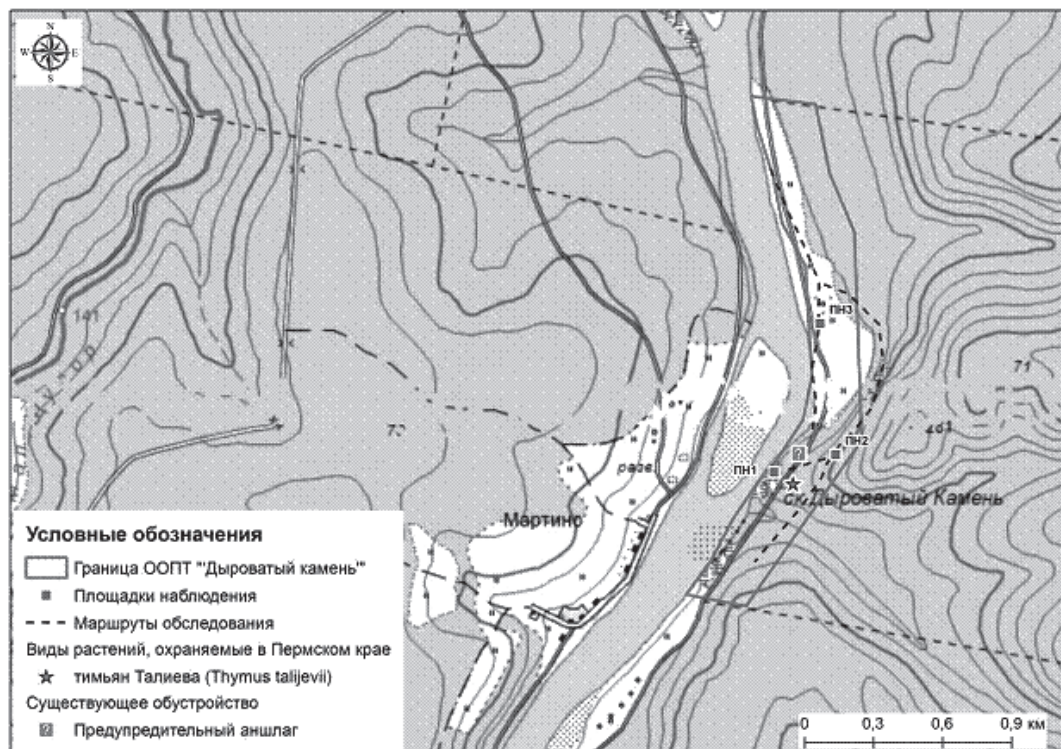 N
W E
S
141
ПН3
71
72
461
ПН2
ПН1
разв.
ск. Дыроватый Камень
Мартино
Условные обозначения
Граница ООПТ "Дыроватый камень"
Площадки наблюдения
Маршруты обследования
Виды растений, охраняемые в Пермском крае
тимьян Талиева (Thymus talijevii)
Существующее обустройство
Предупредительный аншлаг
0 0,3 0,6 0,9 км